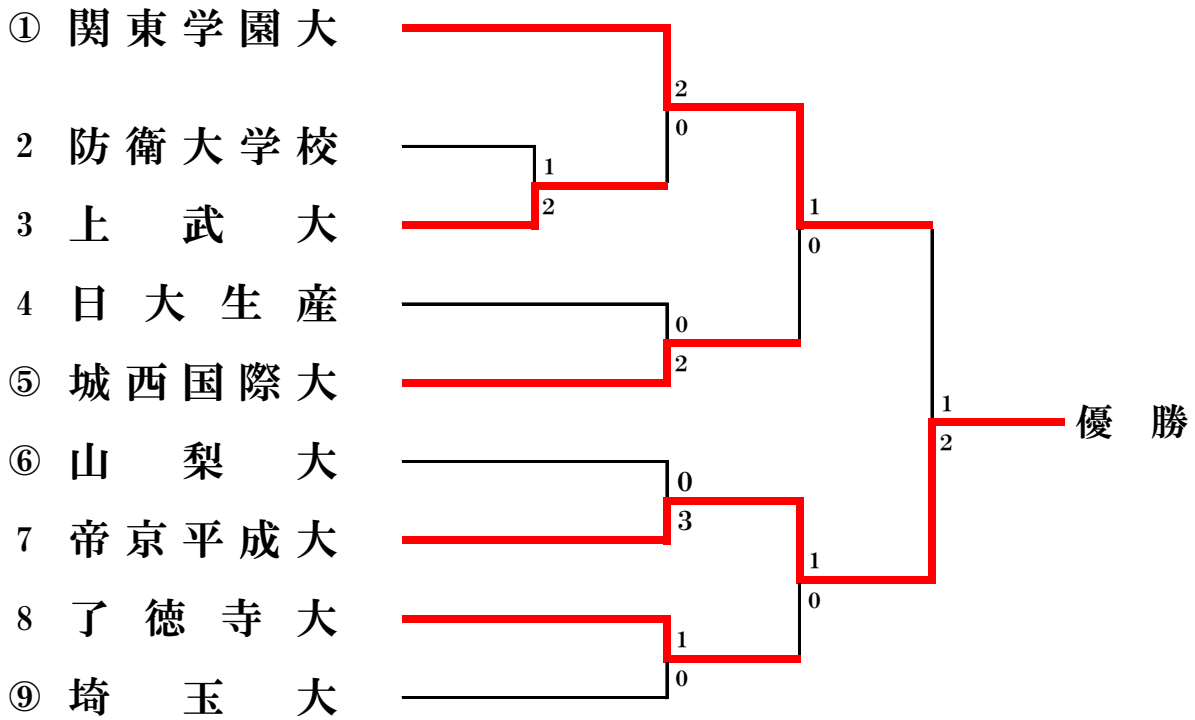 ① 関東学園大
2
0
2 防衛大学校
1
2
3 上武大
1
0
4 日大生産
0
2
⑤ 城西国際大
1
2
優勝
⑥ 山梨大
0
3
7 帝京平成大
1
0
8 了徳寺大
1
0
⑨ 埼玉大